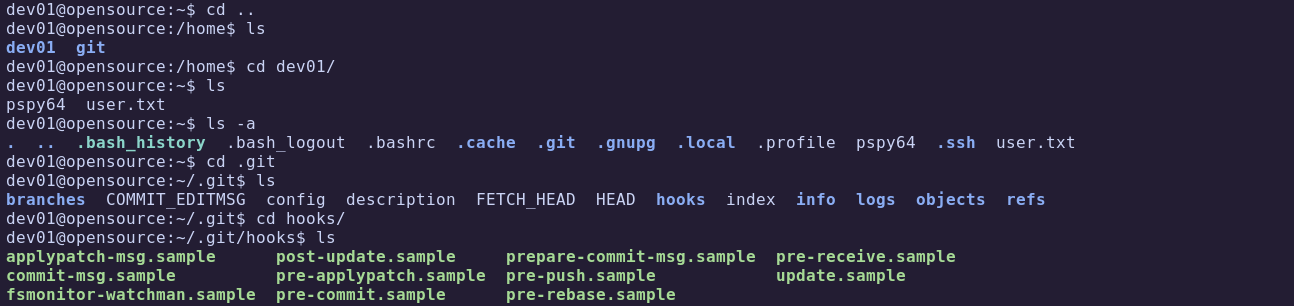 dev01@opensource:~$ cd ..
dev01@opensource:/home$ ls
dev01  git
dev01@opensource:/home$ cd dev01/
dev01@opensource:~$ ls
pspy64  user.txt
dev01@opensource:~$ ls -a
.  ..  .bash_history  .bash_logout  .bashrc  .cache  .git  .gnupg  .local  .profile  pspy64  .ssh  user.txt
dev01@opensource:~$ cd .git
dev01@opensource:~/.git$ ls
branches  COMMIT_EDITMSG  config  description  FETCH_HEAD  HEAD  hooks  index  info  logs  objects  refs
dev01@opensource:~/.git$ cd hooks/
dev01@opensource:~/.git/hooks$ ls
applypatch-msg.sample      post-update.sample     prepare-commit-msg.sample  pre-receive.sample
commit-msg.sample          pre-applypatch.sample  pre-push.sample            update.sample
fsmonitor-watchman.sample  pre-commit.sample      pre-rebase.sample